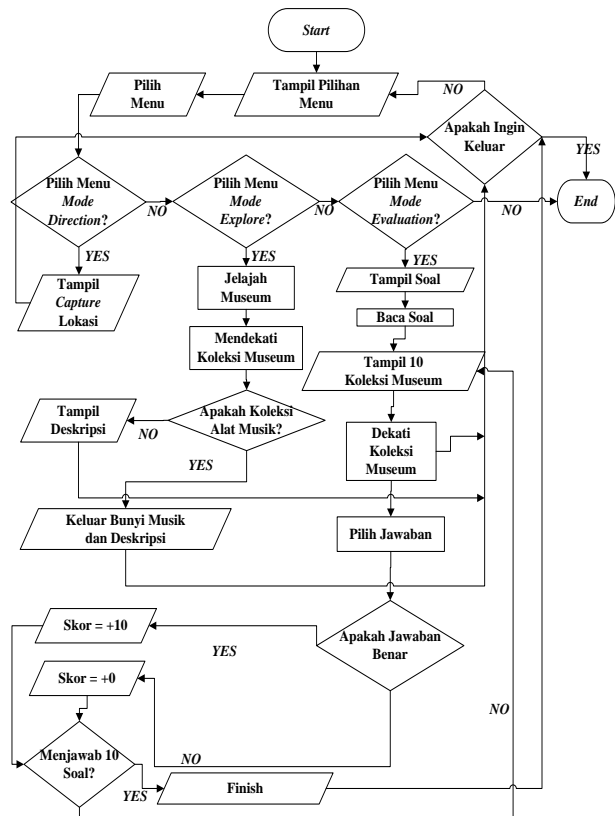 Start
Pilih
Menu
Tampil Pilihan
Menu
NO
Apakah Ingin
Keluar
YES
Pilih Menu
Mode
Direction?
NO
Pilih Menu
Mode
Explore?
NO
Pilih Menu
Mode
Evaluation?
NO
End
YES
YES
YES
Tampil
Capture
Lokasi
Jelajah
Museum
Tampil Soal
Baca Soal
Mendekati
Koleksi Museum
Tampil 10
Koleksi Museum
Tampil
Deskripsi
NO
Apakah Koleksi
Alat Musik?
YES
Dekati
Koleksi
Museum
Keluar Bunyi Musik
dan Deskripsi
Pilih Jawaban
Skor = +10
YES
Apakah Jawaban
Benar
Skor = +0
NO
NO
Menjawab 10
Soal?
YES
Finish